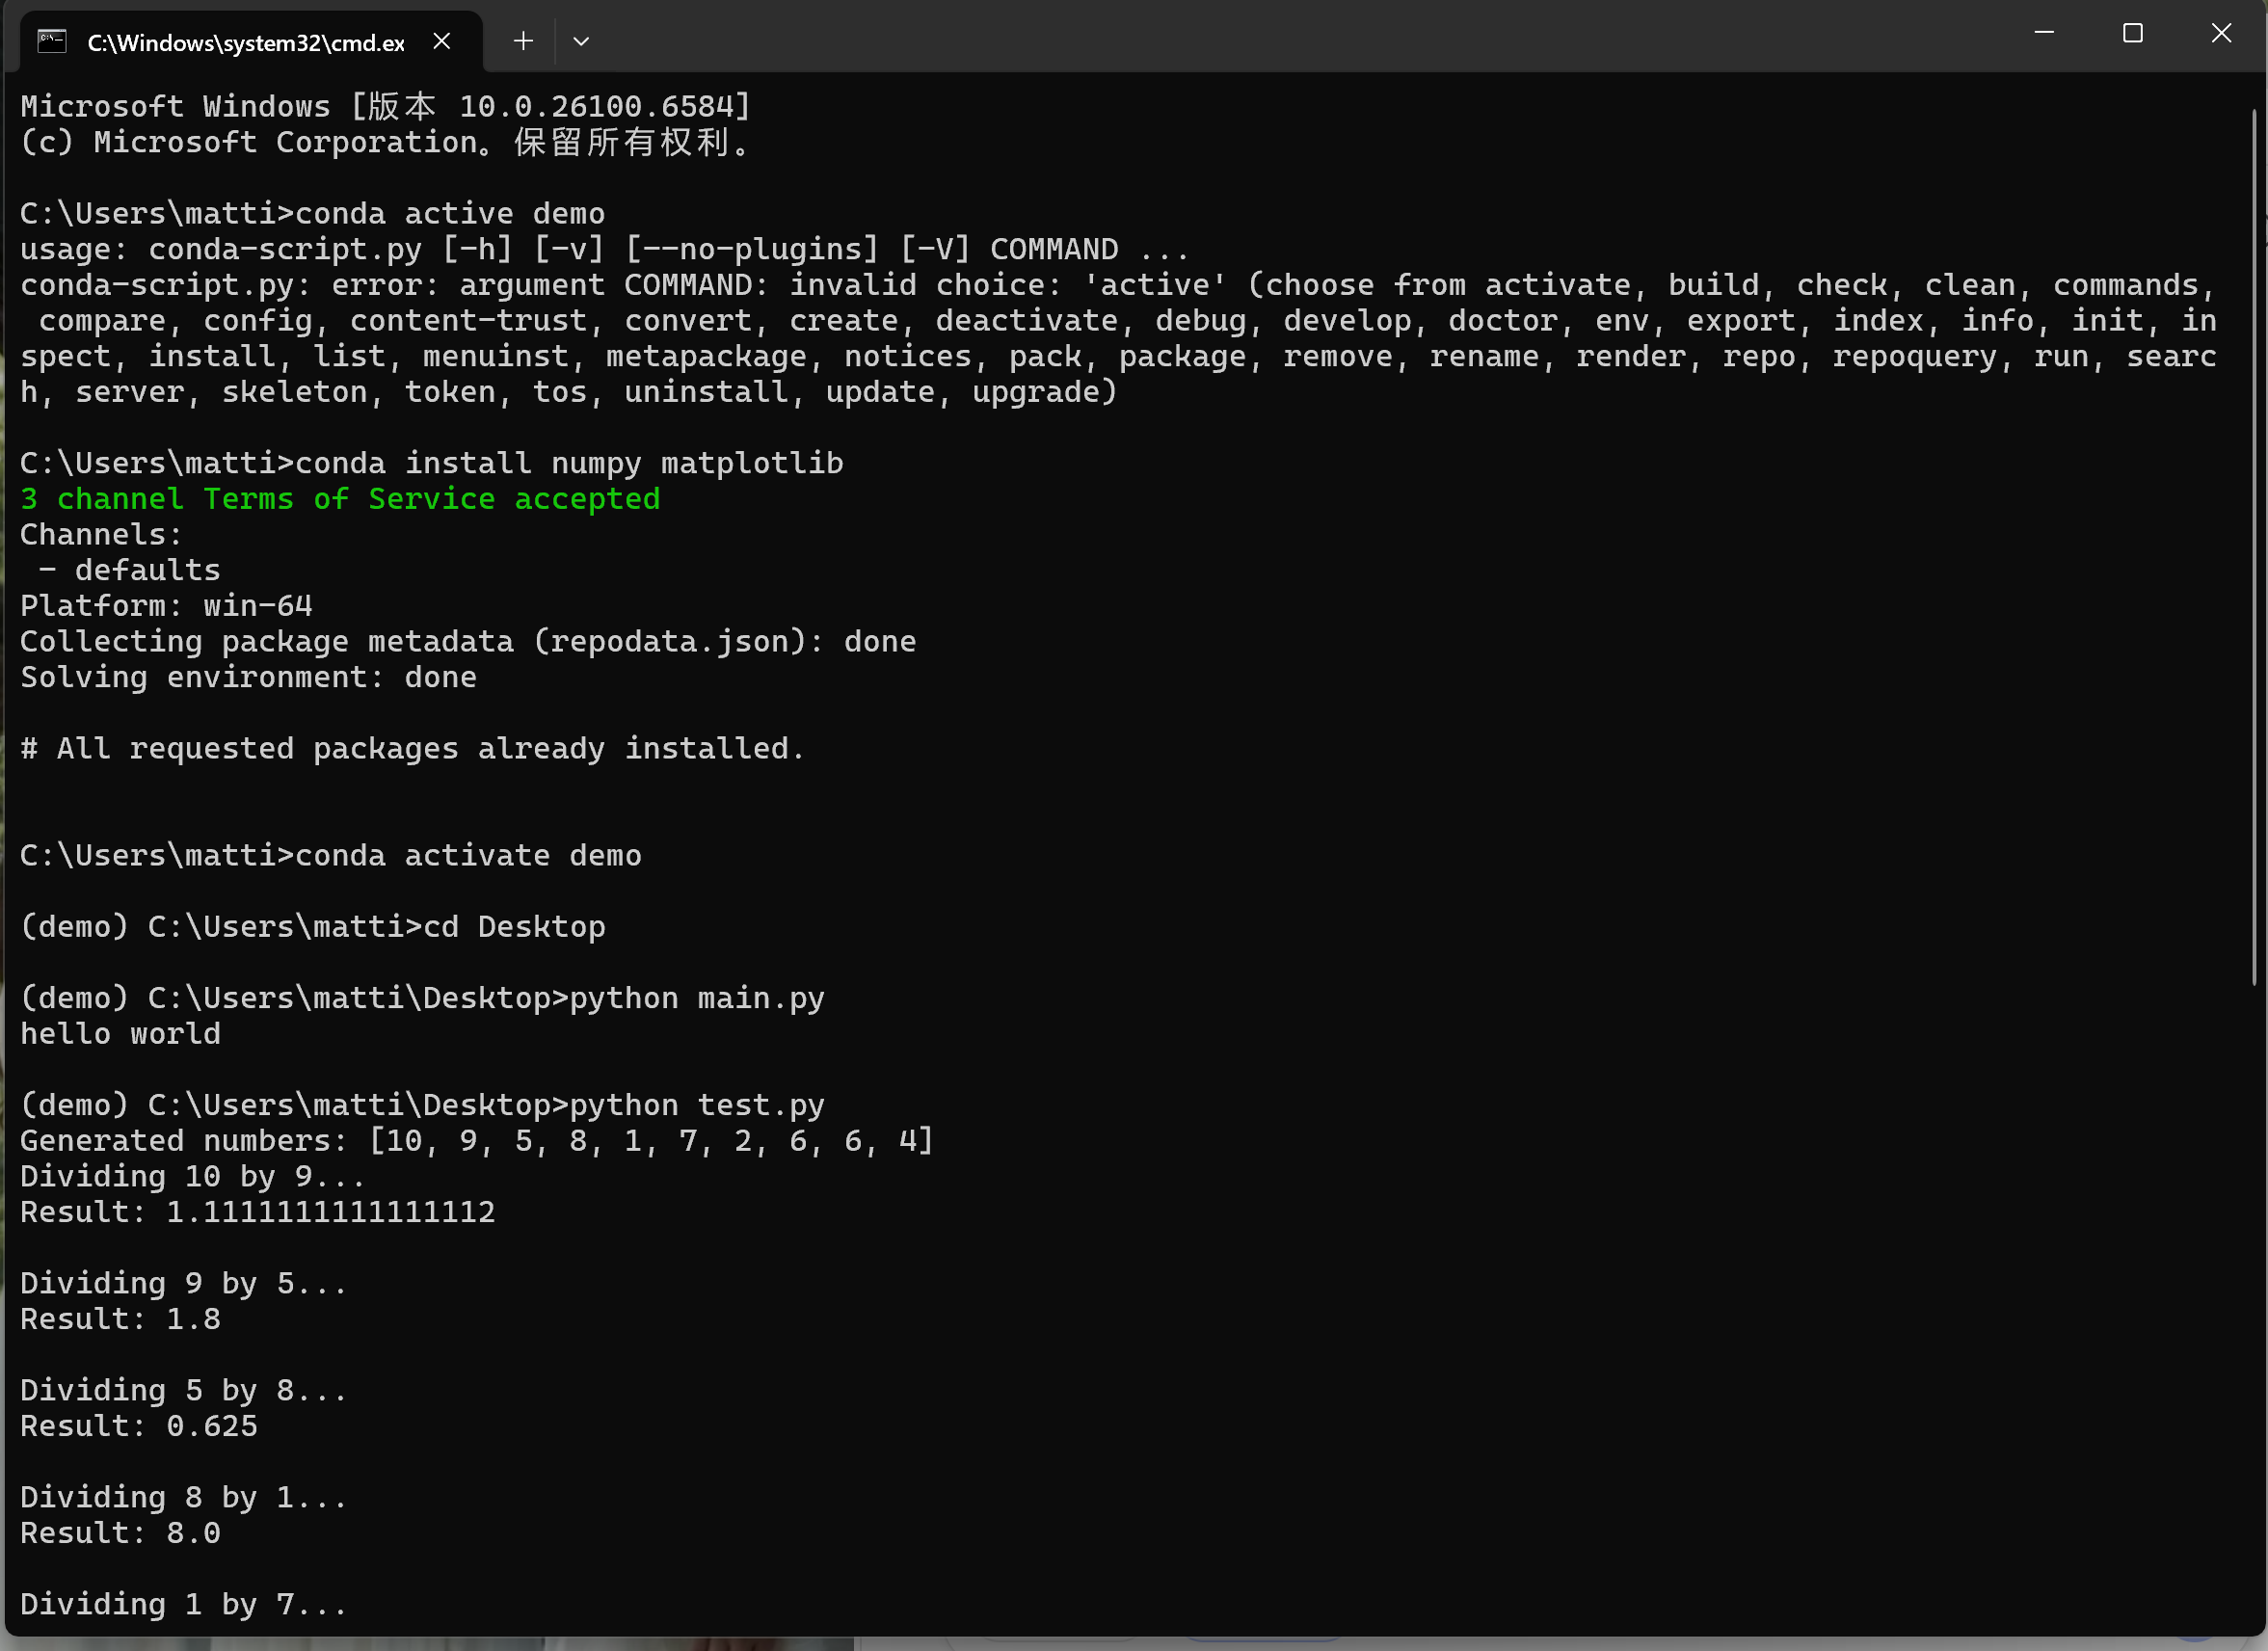 C:\Windows\system32\cmd.ex
Microsoft Windows [版本 10.0.26100.6584]
(c) Microsoft Corporation。保留所有权利。
C:\Users\matti>conda active demo
usage: conda-script.py [-h] [-v] [--no-plugins] [-V] COMMAND ...
conda-script.py: error: argument COMMAND: invalid choice: 'active' (choose from activate, build, check, clean, commands,
 compare, config, content-trust, convert, create, deactivate, debug, develop, doctor, env, export, index, info, init, in
spect, install, list, menuinst, metapackage, notices, pack, package, remove, rename, render, repo, repoquery, run, searc
h, server, skeleton, token, tos, uninstall, update, upgrade)
C:\Users\matti>conda install numpy matplotlib
3 channel Terms of Service accepted
Channels:
 - defaults
Platform: win-64
Collecting package metadata (repodata.json): done
Solving environment: done
# All requested packages already installed.
C:\Users\matti>conda activate demo
(demo) C:\Users\matti>cd Desktop
(demo) C:\Users\matti\Desktop>python main.py
hello world
(demo) C:\Users\matti\Desktop>python test.py
Generated numbers: [10, 9, 5, 8, 1, 7, 2, 6, 6, 4]
Dividing 10 by 9...
Result: 1.1111111111111112
Dividing 9 by 5...
Result: 1.8
Dividing 5 by 8...
Result: 0.625
Dividing 8 by 1...
Result: 8.0
Dividing 1 by 7...